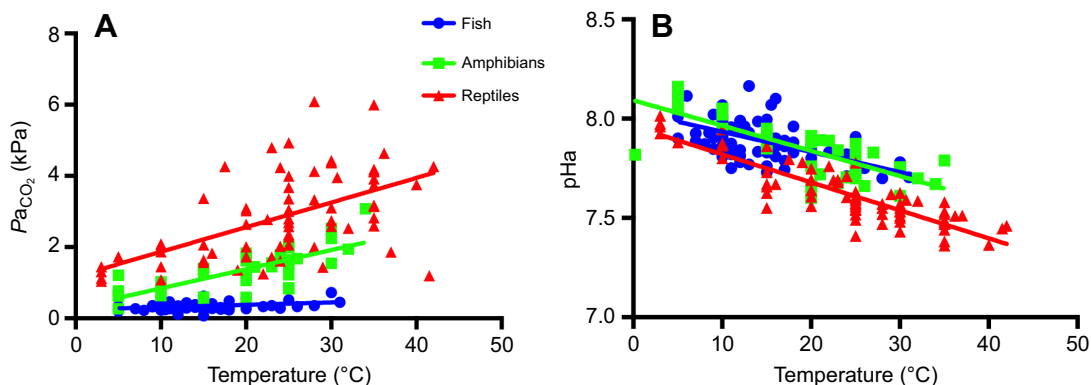 A
B
Fish
Amphibians
Reptiles
PaCO₂ (kPa)
8
6
4
2
0
0 10 20 30 40 50
Temperature (°C)
pHa
8.5
8.0
7.5
7.0
0 10 20 30 40 50
Temperature (°C)